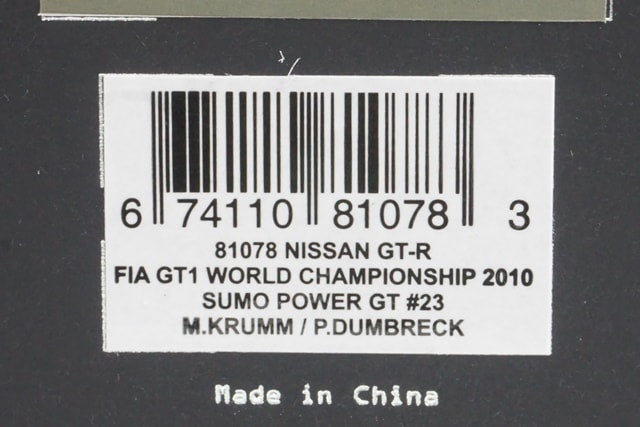 6 74110 81078 3
81078 NISSAN GT-R
FIA GT1 WORLD CHAMPIONSHIP 2010
SUMO POWER GT #23
M.KRUMM / P.DUMBRECK
Made in China